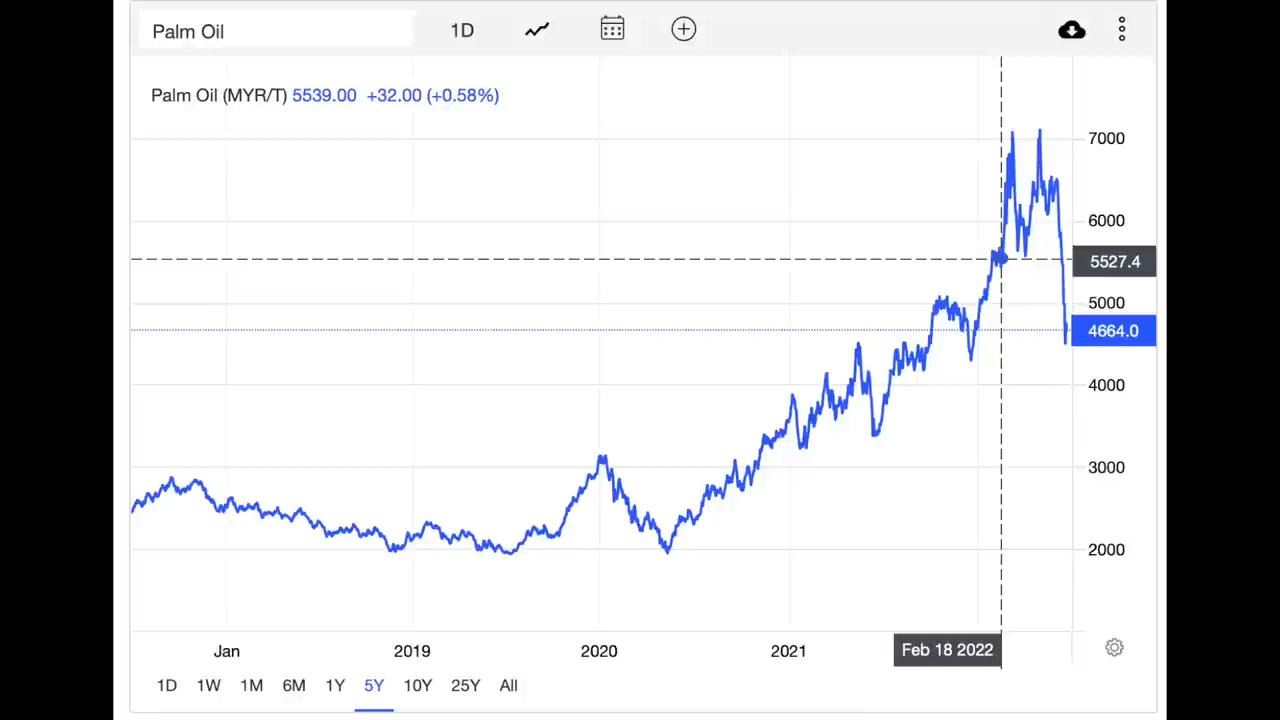 Palm Oil 1D
Palm Oil (MYR/T) 5539.00 +32.00 (+0.58%)
7000
6000
5527.4
5000
4664.0
4000
3000
2000
Jan 2019 2020 2021 Feb 18 2022
1D 1W 1M 6M 1Y 5Y 10Y 25Y All